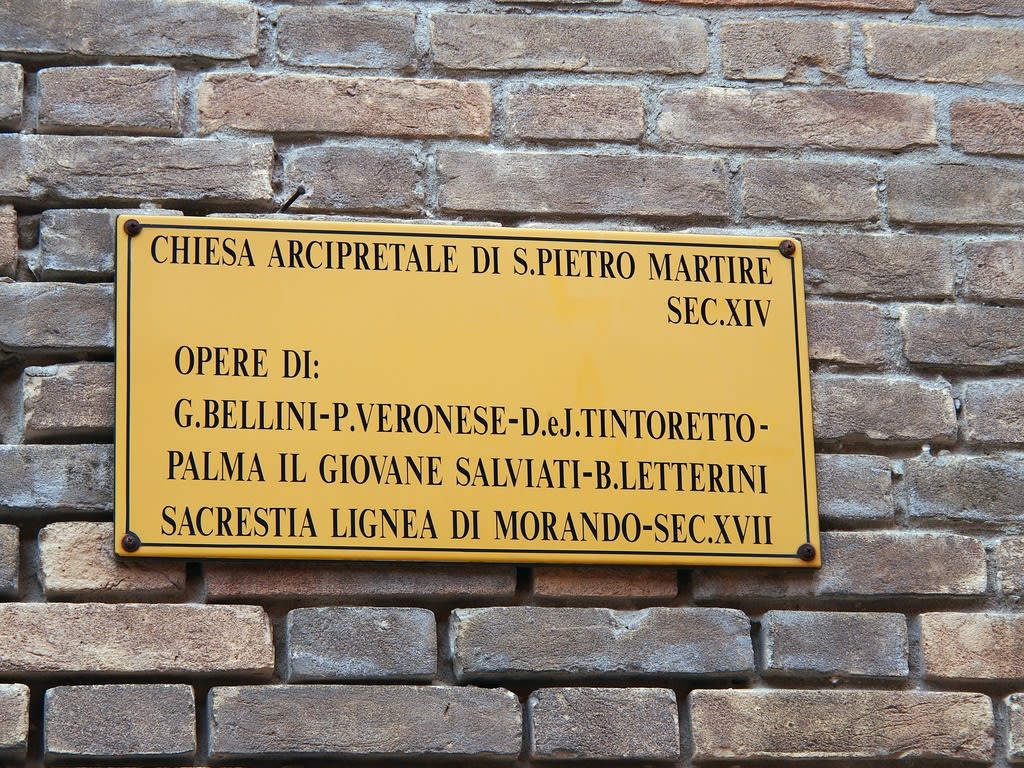 CHIESA ARCIPRETALE DI S.PIETRO MARTIRE
SEC.XIV
OPERE DI:
G.BELLINI-P.VERONESE-D.eJ.TINTORETTO-
PALMA IL GIOVANE SALVIATI-B.LETTERINI
SACRESTIA LIGNEA DI MORANDO-SEC.XVII